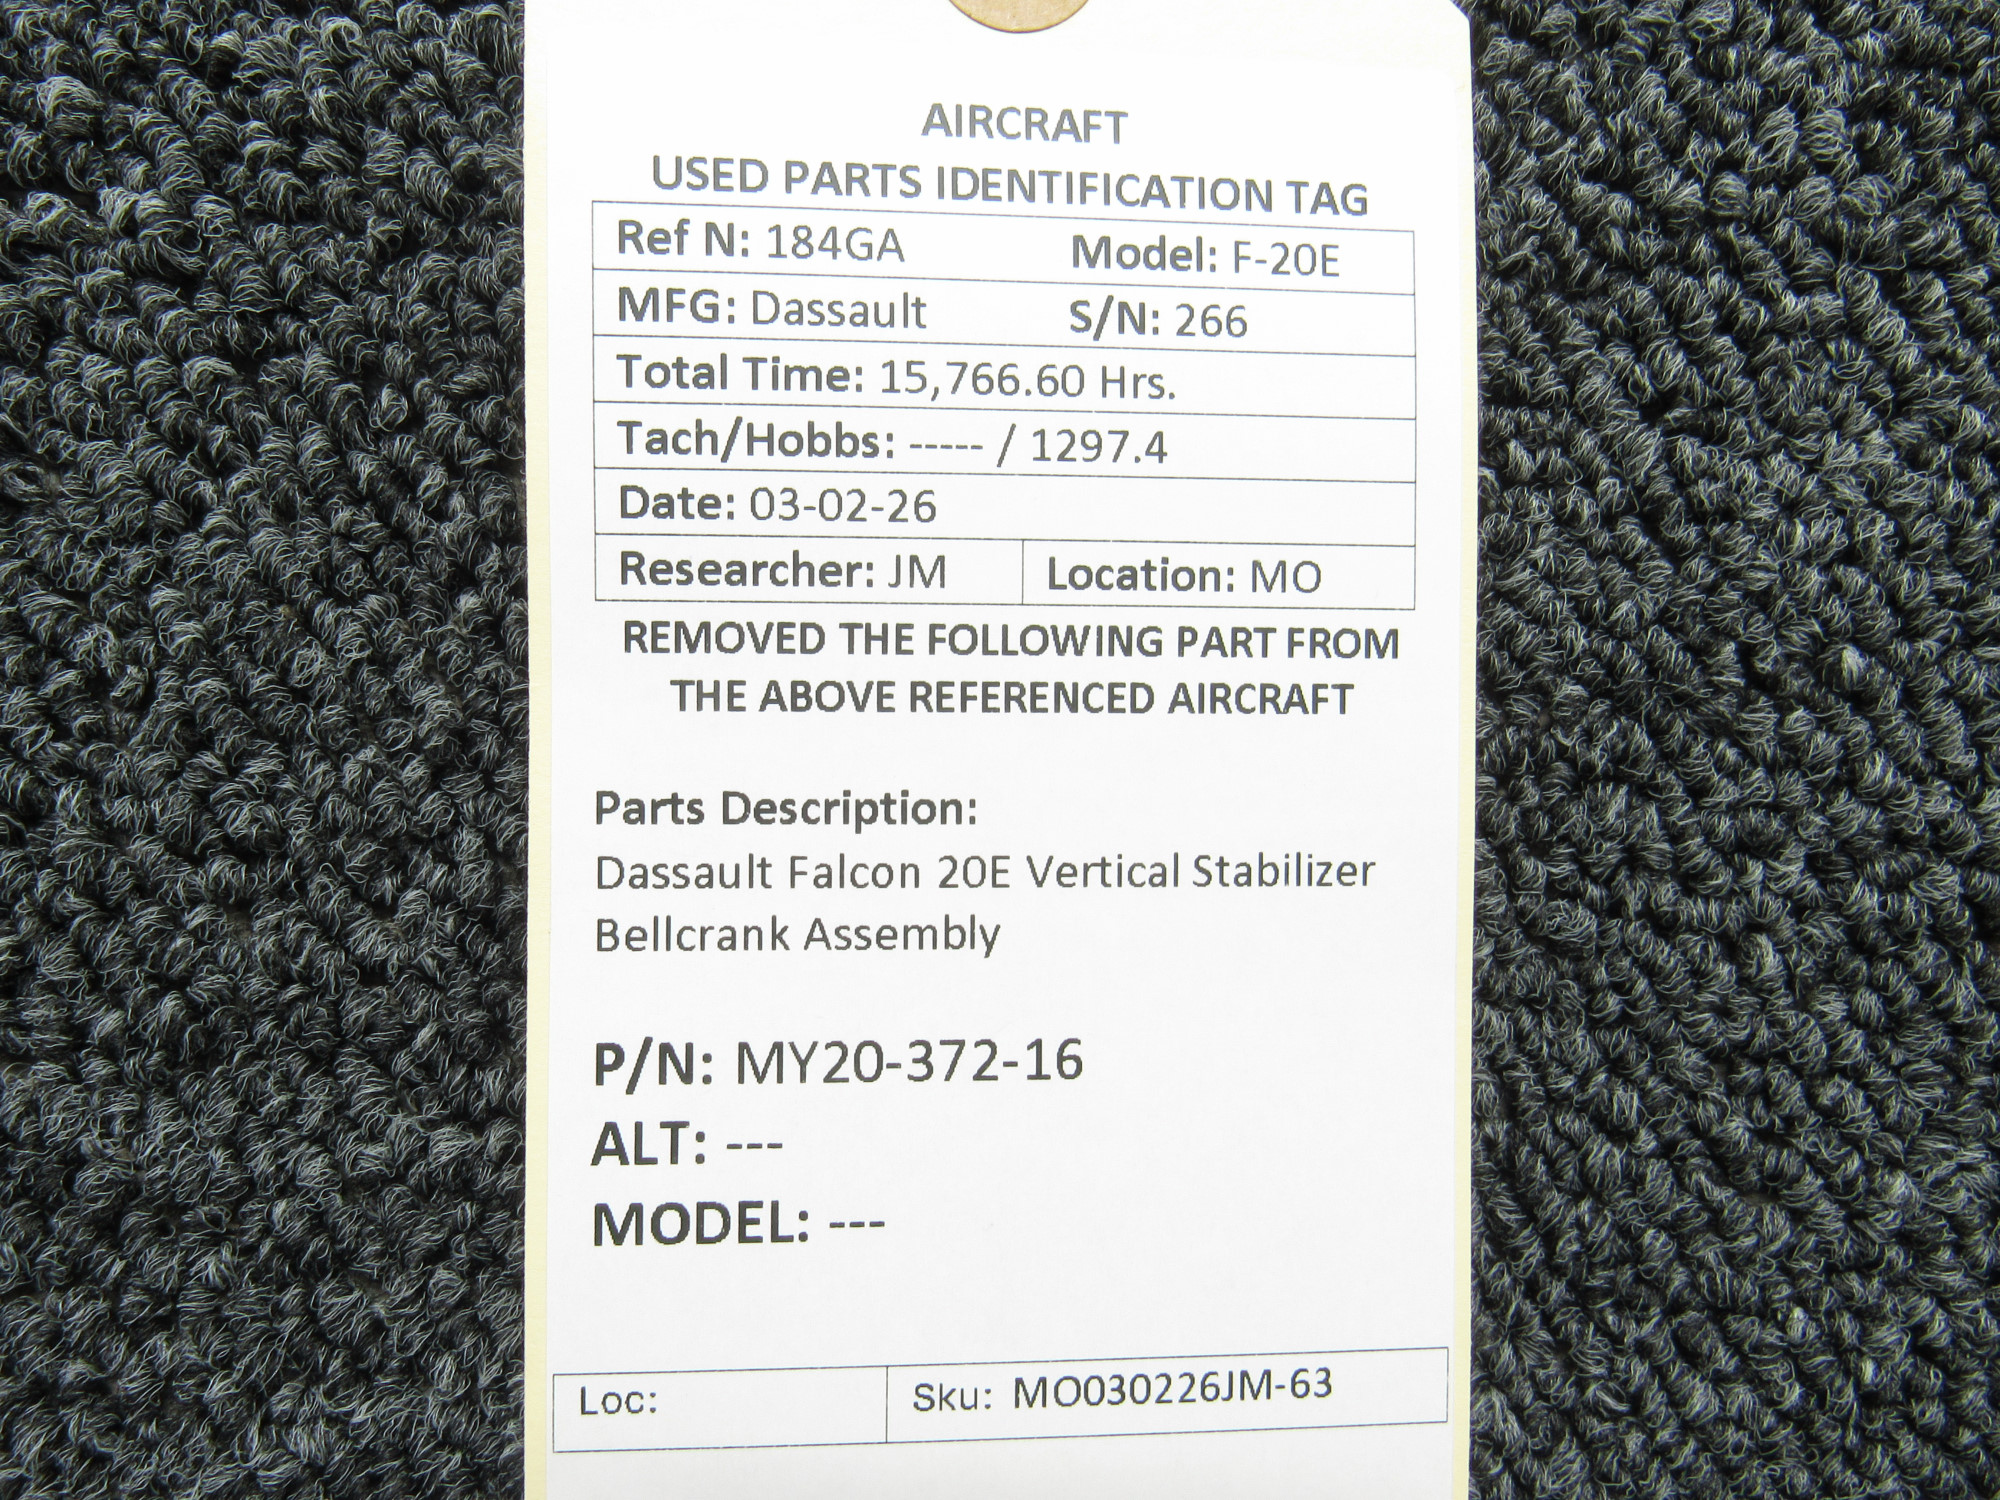 AIRCRAFT
USED PARTS IDENTIFICATION TAG
Ref N: 184GA Model: F-20E
MFG: Dassault S/N: 266
Total Time: 15,766.60 Hrs.
Tach/Hobbs: ----- / 1297.4
Date: 03-02-26
Researcher: JM Location: MO
REMOVED THE FOLLOWING PART FROM
THE ABOVE REFERENCED AIRCRAFT
Parts Description:
Dassault Falcon 20E Vertical Stabilizer
Bellcrank Assembly
P/N: MY20-372-16
ALT: ---
MODEL: ---
Loc: Sku: MO030226JM-63